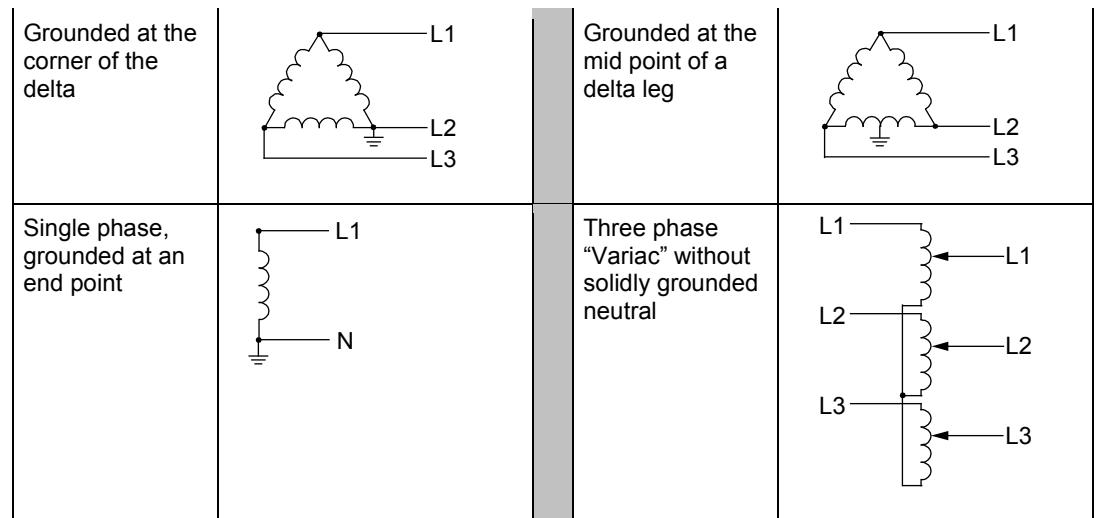 Grounded at the
corner of the
delta
L1
L2
L3
Grounded at the
mid point of a
delta leg
L1
L2
L3
Single phase,
grounded at an
end point
L1
N
Three phase
“Variac” without
solidly grounded
neutral
L1
L1
L2
L2
L3
L3